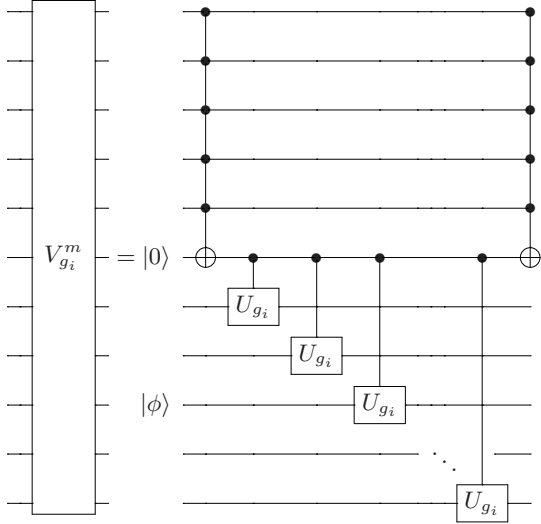 V^m_{g_i} = |0⟩
U_{g_i}
U_{g_i}
|ϕ⟩ U_{g_i}
⋱
U_{g_i}